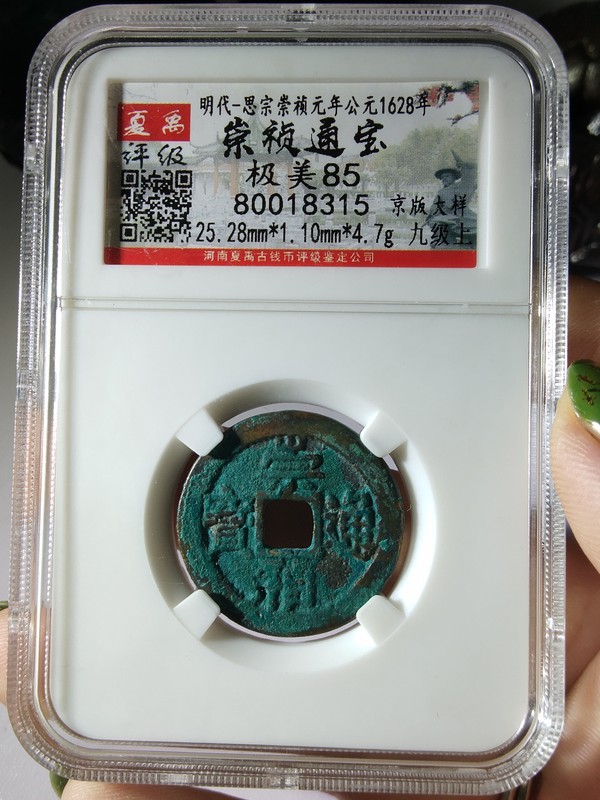 夏禹
评级
明代-思宗崇祯元年公元1628年
崇祯通宝
极美85
80018315 京版大样
25.28mm*1.10mm*4.7g 九级上
河南夏禹古钱币评级鉴定公司
崇祯通寶